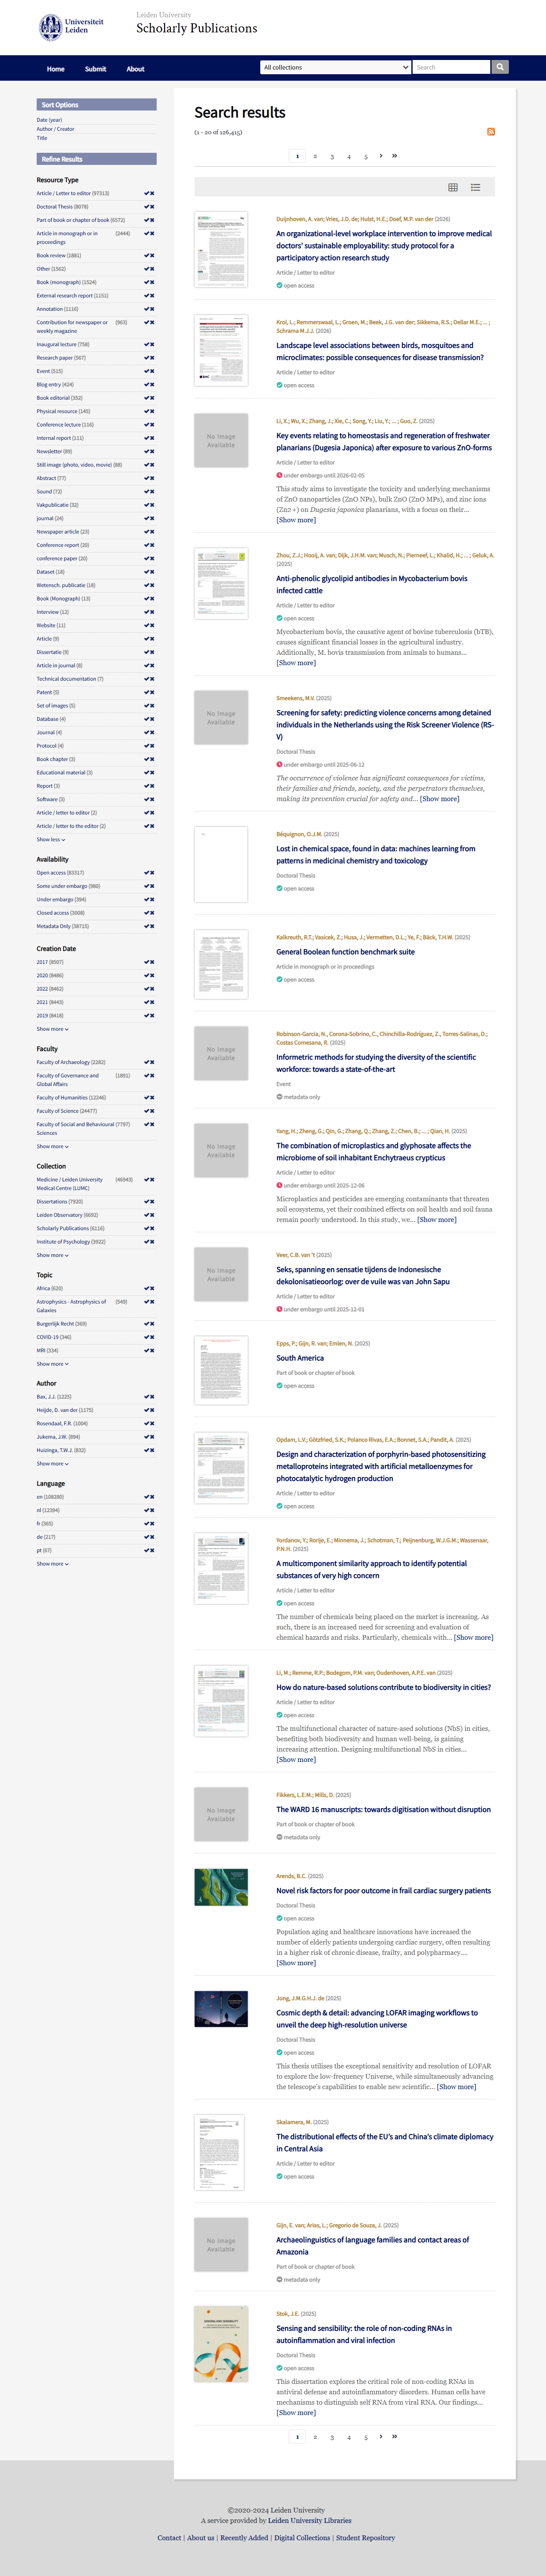 Universiteit
Leiden
Leiden University
Scholarly Publications
Home
Submit
About
All collections
Search
Sort Options
Date (year)
Author / Creator
Title
Refine Results
Resource Type
Article / Letter to editor (97313)
Doctoral Thesis (8078)
Part of book or chapter of book (6572)
Article in monograph or in proceedings (2444)
Book review (1881)
Other (1562)
Book (monograph) (1524)
External research report (1151)
Annotation (1116)
Contribution for newspaper or weekly magazine (963)
Inaugural lecture (758)
Research paper (567)
Event (515)
Blog entry (424)
Book editorial (352)
Physical resource (145)
Conference lecture (116)
Internal report (111)
Newsletter (89)
Still image (photo, video, movie) (88)
Abstract (77)
Sound (72)
Vakpublicatie (32)
journal (24)
Newspaper article (23)
Conference report (20)
conference paper (20)
Dataset (18)
Wetensch. publicatie (18)
Book (Monograph) (13)
Interview (12)
Website (11)
Article (9)
Dissertatie (9)
Article in journal (8)
Technical documentation (7)
Patent (5)
Set of images (5)
Database (4)
Journal (4)
Protocol (4)
Book chapter (3)
Educational material (3)
Report (3)
Software (3)
Article / letter to editor (2)
Article / letter to the editor (2)
Show less
Availability
Open access (83317)
Some under embargo (980)
Under embargo (394)
Closed access (3008)
Metadata Only (38715)
Creation Date
2017 (8507)
2020 (8486)
2022 (8462)
2021 (8443)
2019 (8418)
Show more
Faculty
Faculty of Archaeology (2282)
Faculty of Governance and Global Affairs (1891)
Faculty of Humanities (12246)
Faculty of Science (24477)
Faculty of Social and Behavioural Sciences (7797)
Show more
Collection
Medicine / Leiden University Medical Centre (LUMC) (46943)
Dissertations (7920)
Leiden Observatory (6692)
Scholarly Publications (6116)
Institute of Psychology (3922)
Show more
Topic
Africa (620)
Astrophysics - Astrophysics of Galaxies (549)
Burgerlijk Recht (369)
COVID-19 (346)
MRI (334)
Show more
Author
Bax, J.J. (1225)
Heijde, D. van der (1175)
Rosendaal, F.R. (1004)
Jukema, J.W. (894)
Huizinga, T.W.J. (832)
Show more
Language
en (108280)
nl (12394)
fr (365)
de (217)
pt (67)
Show more
Search results
(1 - 20 of 126,415)
1 2 3 4 5
Duijnhoven, A. van; Vries, J.D. de; Hulst, H.E.; Doef, M.P. van der (2026)
An organizational-level workplace intervention to improve medical
doctors' sustainable employability: study protocol for a
participatory action research study
Article / Letter to editor
open access
Krol, L.; Remmerswaal, L.; Groen, M.; Beek, J.G. van der; Sikkema, R.S.; Dellar M.E.; ... ;
Schrama M.J.J. (2026)
Landscape level associations between birds, mosquitoes and
microclimates: possible consequences for disease transmission?
Article / Letter to editor
open access
No Image
Available
Li, X.; Wu, X.; Zhang, J.; Xie, C.; Song, Y.; Liu, Y.; ... ; Guo, Z. (2025)
Key events relating to homeostasis and regeneration of freshwater
planarians (Dugesia Japonica) after exposure to various ZnO-forms
Article / Letter to editor
under embargo until 2026-02-05
This study aims to investigate the toxicity and underlying mechanisms
of ZnO nanoparticles (ZnO NPs), bulk ZnO (ZnO MPs), and zinc ions
(Zn2+) on Dugesia japonica planarians, with a focus on their...
[Show more]
Zhou, Z.J.; Hooij, A. van; Dijk, J.H.M. van; Musch, N.; Pierneef, L.; Khalid, H.; ... ; Geluk, A.
(2025)
Anti-phenolic glycolipid antibodies in Mycobacterium bovis
infected cattle
Article / Letter to editor
open access
Mycobacterium bovis, the causative agent of bovine tuberculosis (bTB),
causes significant financial losses in the agricultural industry.
Additionally, M. bovis transmission from animals to humans...
[Show more]
No Image
Available
Smeekens, M.V. (2025)
Screening for safety: predicting violence concerns among detained
individuals in the Netherlands using the Risk Screener Violence (RS-
V)
Doctoral Thesis
under embargo until 2025-06-12
The occurrence of violence has significant consequences for victims,
their families and friends, society, and the perpetrators themselves,
making its prevention crucial for safety and... [Show more]
Béquignon, O.J.M. (2025)
Lost in chemical space, found in data: machines learning from
patterns in medicinal chemistry and toxicology
Doctoral Thesis
open access
Kalkreuth, R.T.; Vasicek, Z.; Husa, J.; Vermetten, D.L.; Ye, F.; Bäck, T.H.W. (2025)
General Boolean function benchmark suite
Article in monograph or in proceedings
open access
No Image
Available
Robinson-Garcia, N., Corona-Sobrino, C., Chinchilla-Rodríguez, Z., Torres-Salinas, D.;
Costas Comesana, R. (2025)
Informetric methods for studying the diversity of the scientific
workforce: towards a state-of-the-art
Event
metadata only
No Image
Available
Yang, H.; Zheng, G.; Qin, G.; Zhang, Q.; Zhang, Z.; Chen, B.; ... ; Qian, H. (2025)
The combination of microplastics and glyphosate affects the
microbiome of soil inhabitant Enchytraeus crypticus
Article / Letter to editor
under embargo until 2025-12-06
Microplastics and pesticides are emerging contaminants that threaten
soil ecosystems, yet their combined effects on soil health and soil fauna
remain poorly understood. In this study, we... [Show more]
No Image
Available
Veer, C.B. van 't (2025)
Seks, spanning en sensatie tijdens de Indonesische
dekolonisatieoorlog: over de vuile was van John Sapu
Article / Letter to editor
under embargo until 2025-12-01
Epps, P.; Gijn, R. van; Emlen, N. (2025)
South America
Part of book or chapter of book
open access
Opdam, L.V.; Götzfried, S.K.; Polanco Rivas, E.A.; Bonnet, S.A.; Pandit, A. (2025)
Design and characterization of porphyrin-based photosensitizing
metalloproteins integrated with artificial metalloenzymes for
photocatalytic hydrogen production
Article / Letter to editor
open access
Yordanov, Y.; Rorije, E.; Minnema, J.; Schotman, T.; Peijnenburg, W.J.G.M.; Wassenaar,
P.N.H. (2025)
A multicomponent similarity approach to identify potential
substances of very high concern
Article / Letter to editor
open access
The number of chemicals being placed on the market is increasing. As
such, there is an increased need for screening and evaluation of
chemical hazards and risks. Particularly, chemicals with... [Show more]
Li, M.; Remme, R.P.; Bodegom, P.M. van; Oudenhoven, A.P.E. van (2025)
How do nature-based solutions contribute to biodiversity in cities?
Article / Letter to editor
open access
The multifunctional character of nature-ased solutions (NbS) in cities,
benefiting both biodiversity and human well-being, is gaining
increasing attention. Designing multifunctional NbS in cities...
[Show more]
No Image
Available
Fikkers, L.E.M.; Mills, D. (2025)
The WARD 16 manuscripts: towards digitisation without disruption
Part of book or chapter of book
metadata only
Arends, B.C. (2025)
Novel risk factors for poor outcome in frail cardiac surgery patients
Doctoral Thesis
open access
Population aging and healthcare innovations have increased the
number of elderly patients undergoing cardiac surgery, often resulting
in a higher risk of chronic disease, frailty, and polypharmacy....
[Show more]
Jong, J.M.G.H.J. de (2025)
Cosmic depth & detail: advancing LOFAR imaging workflows to
unveil the deep high-resolution universe
Doctoral Thesis
open access
This thesis utilises the exceptional sensitivity and resolution of LOFAR
to explore the low-frequency Universe, while simultaneously advancing
the telescope's capabilities to enable new scientific... [Show more]
Skalamera, M. (2025)
The distributional effects of the EU's and China's climate diplomacy
in Central Asia
Article / Letter to editor
open access
No Image
Available
Gijn, E. van; Arias, L.; Gregorio de Souza, J. (2025)
Archaeolinguistics of language families and contact areas of
Amazonia
Part of book or chapter of book
metadata only
SENSING AND SENSIBILITY
Stok, J.E. (2025)
Sensing and sensibility: the role of non-coding RNAs in
autoinflammation and viral infection
Doctoral Thesis
open access
This dissertation explores the critical role of non-coding RNAs in
antiviral defense and autoinflammatory disorders. Human cells have
mechanisms to distinguish self RNA from viral RNA. Our findings...
[Show more]
1 2 3 4 5
©2020-2024 Leiden University
A service provided by Leiden University Libraries
Contact | About us | Recently Added | Digital Collections | Student Repository